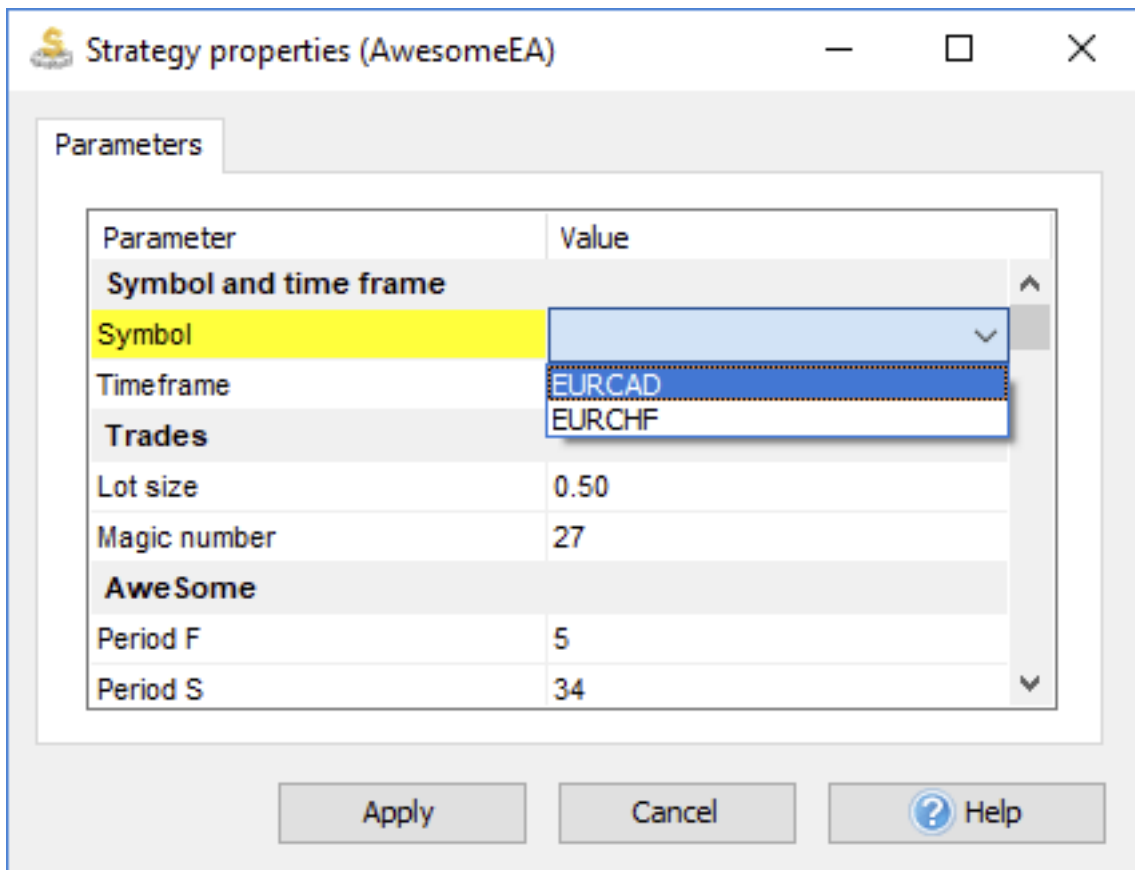 Strategy properties (AwesomeEA)
Parameters
Parameter Value
Symbol and time frame
Symbol
Timeframe EURCAD
EURCHF
Trades
Lot size 0.50
Magic number 27
AweSome
Period F 5
Period S 34
Apply Cancel Help